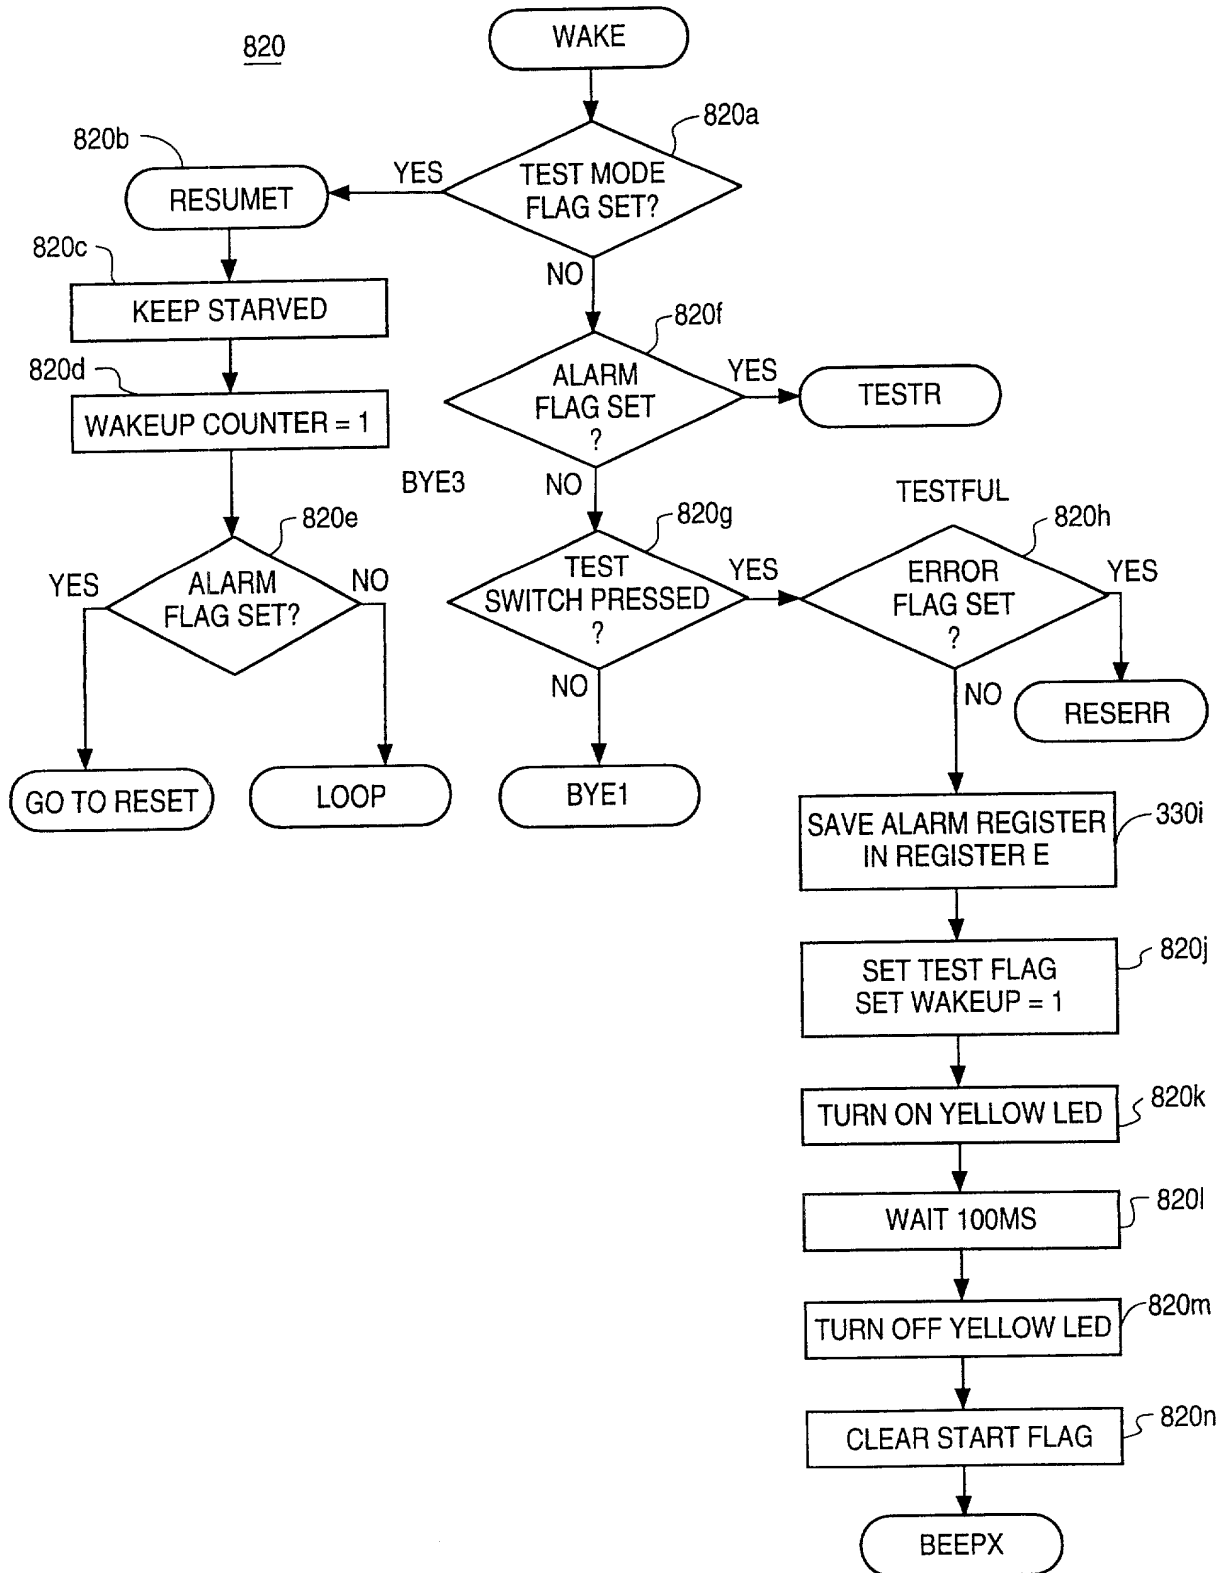 820
WAKE
820a
820b
YES
TEST MODE
FLAG SET?
RESUMET
820c
NO
KEEP STARVED
820f
820d
ALARM
FLAG SET
?
YES
TESTR
WAKEUP COUNTER = 1
BYE3
NO
TESTFUL
820e
820g
820h
YES
ALARM
FLAG SET?
NO
TEST
SWITCH PRESSED
?
YES
ERROR
FLAG SET
?
YES
NO
NO
RESERR
GO TO RESET
LOOP
BYE1
SAVE ALARM REGISTER
IN REGISTER E
330i
SET TEST FLAG
SET WAKEUP = 1
820j
TURN ON YELLOW LED
820k
WAIT 100MS
820l
TURN OFF YELLOW LED
820m
CLEAR START FLAG
820n
BEEPX